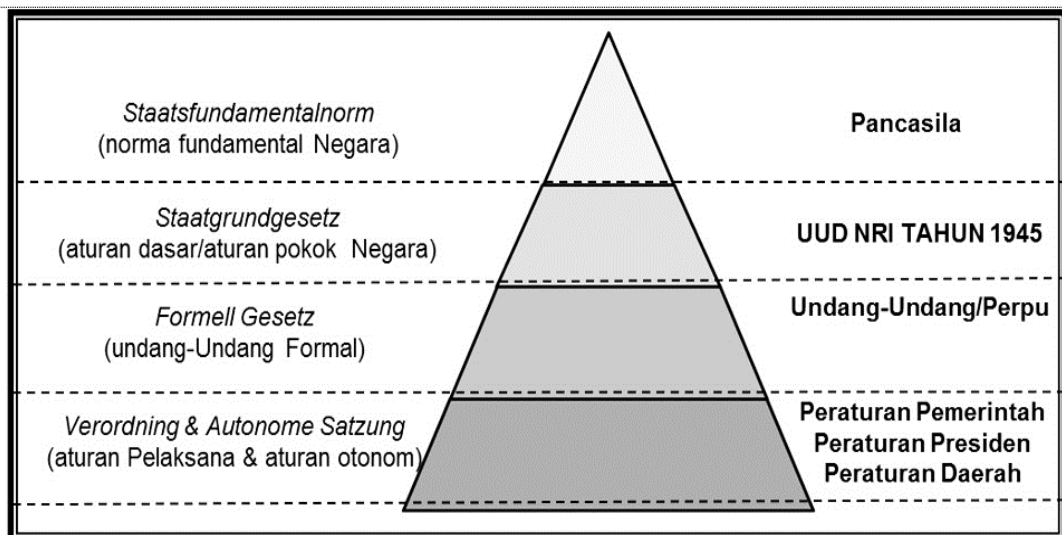 Staatsfundamentalnorm
(norma fundamental Negara)
Pancasila
Staatgrundgesetz
(aturan dasar/aturan pokok Negara)
UUD NRI TAHUN 1945
Formell Gesetz
(undang-Undang Formal)
Undang-Undang/Perpu
Verordning & Autonome Satzung
(aturan Pelaksana & aturan otonom)
Peraturan Pemerintah
Peraturan Presiden
Peraturan Daerah